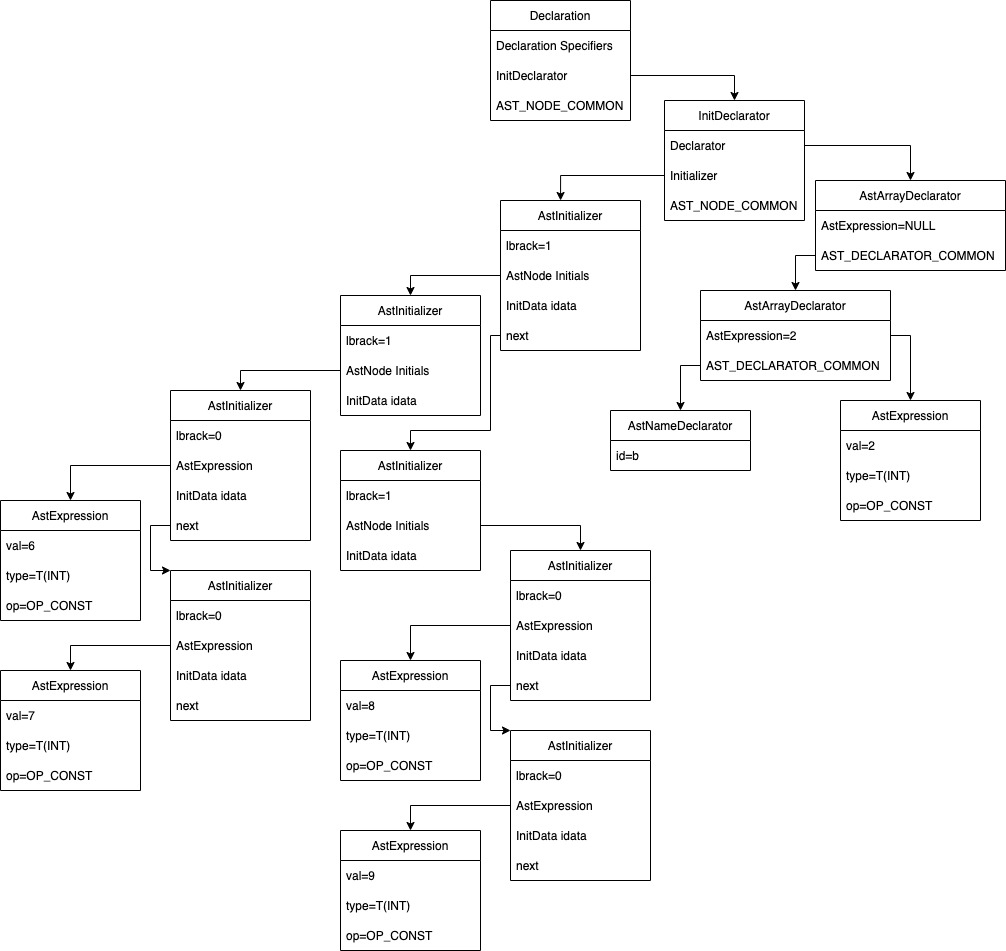 Declaration
Declaration Specifiers
InitDeclarator
AST_NODE_COMMON
InitDeclarator
Declarator
Initializer
AST_NODE_COMMON
AstArrayDeclarator
AstExpression=NULL
AST_DECLARATOR_COMMON
AstInitializer
lbrack=1
AstNode Initials
InitData idata
next
AstArrayDeclarator
AstExpression=2
AST_DECLARATOR_COMMON
AstInitializer
lbrack=1
AstNode Initials
InitData idata
AstNameDeclarator
id=b
AstExpression
val=2
type=T(INT)
op=OP_CONST
AstInitializer
lbrack=0
AstExpression
InitData idata
next
AstInitializer
lbrack=1
AstNode Initials
InitData idata
AstExpression
val=6
type=T(INT)
op=OP_CONST
AstInitializer
lbrack=0
AstExpression
InitData idata
next
AstInitializer
lbrack=0
AstExpression
InitData idata
next
AstExpression
val=7
type=T(INT)
op=OP_CONST
AstExpression
val=8
type=T(INT)
op=OP_CONST
AstInitializer
lbrack=0
AstExpression
InitData idata
next
AstExpression
val=9
type=T(INT)
op=OP_CONST